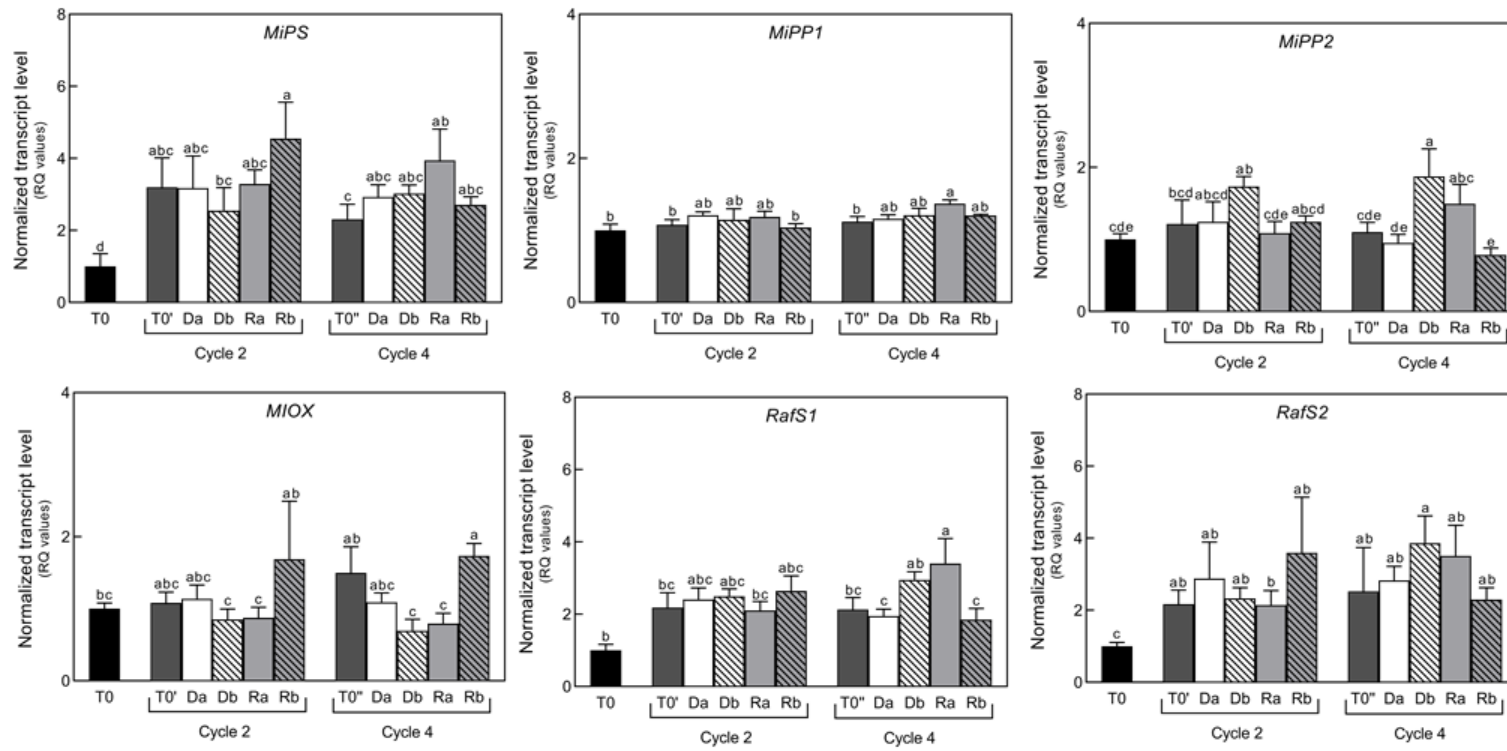 MiPS
Normalized transcript level
(RQ values)
8
6
4
2
0
d
abc
abc
bc
abc
a
c
abc
abc
ab
abc
T0
T0'
Da
Db
Ra
Rb
T0"
Da
Db
Ra
Rb
Cycle 2
Cycle 4
MiPP1
Normalized transcript level
(RQ values)
4
2
0
b
b
ab
ab
ab
b
b
ab
ab
a
ab
T0
T0'
Da
Db
Ra
Rb
T0"
Da
Db
Ra
Rb
Cycle 2
Cycle 4
MiPP2
Normalized transcript level
(RQ values)
4
2
0
cde
bcd
abcd
ab
cde
abcd
cde
de
a
abc
e
T0
T0'
Da
Db
Ra
Rb
T0"
Da
Db
Ra
Rb
Cycle 2
Cycle 4
MIOX
Normalized transcript level
(RQ values)
4
2
0
bc
abc
abc
c
c
ab
ab
abc
c
c
a
T0
T0'
Da
Db
Ra
Rb
T0"
Da
Db
Ra
Rb
Cycle 2
Cycle 4
RafS1
Normalized transcript level
(RQ values)
8
6
4
2
0
b
bc
abc
abc
bc
abc
bc
c
ab
a
c
T0
T0'
Da
Db
Ra
Rb
T0"
Da
Db
Ra
Rb
Cycle 2
Cycle 4
RafS2
Normalized transcript level
(RQ values)
8
6
4
2
0
c
ab
ab
ab
b
ab
ab
ab
a
ab
ab
T0
T0'
Da
Db
Ra
Rb
T0"
Da
Db
Ra
Rb
Cycle 2
Cycle 4